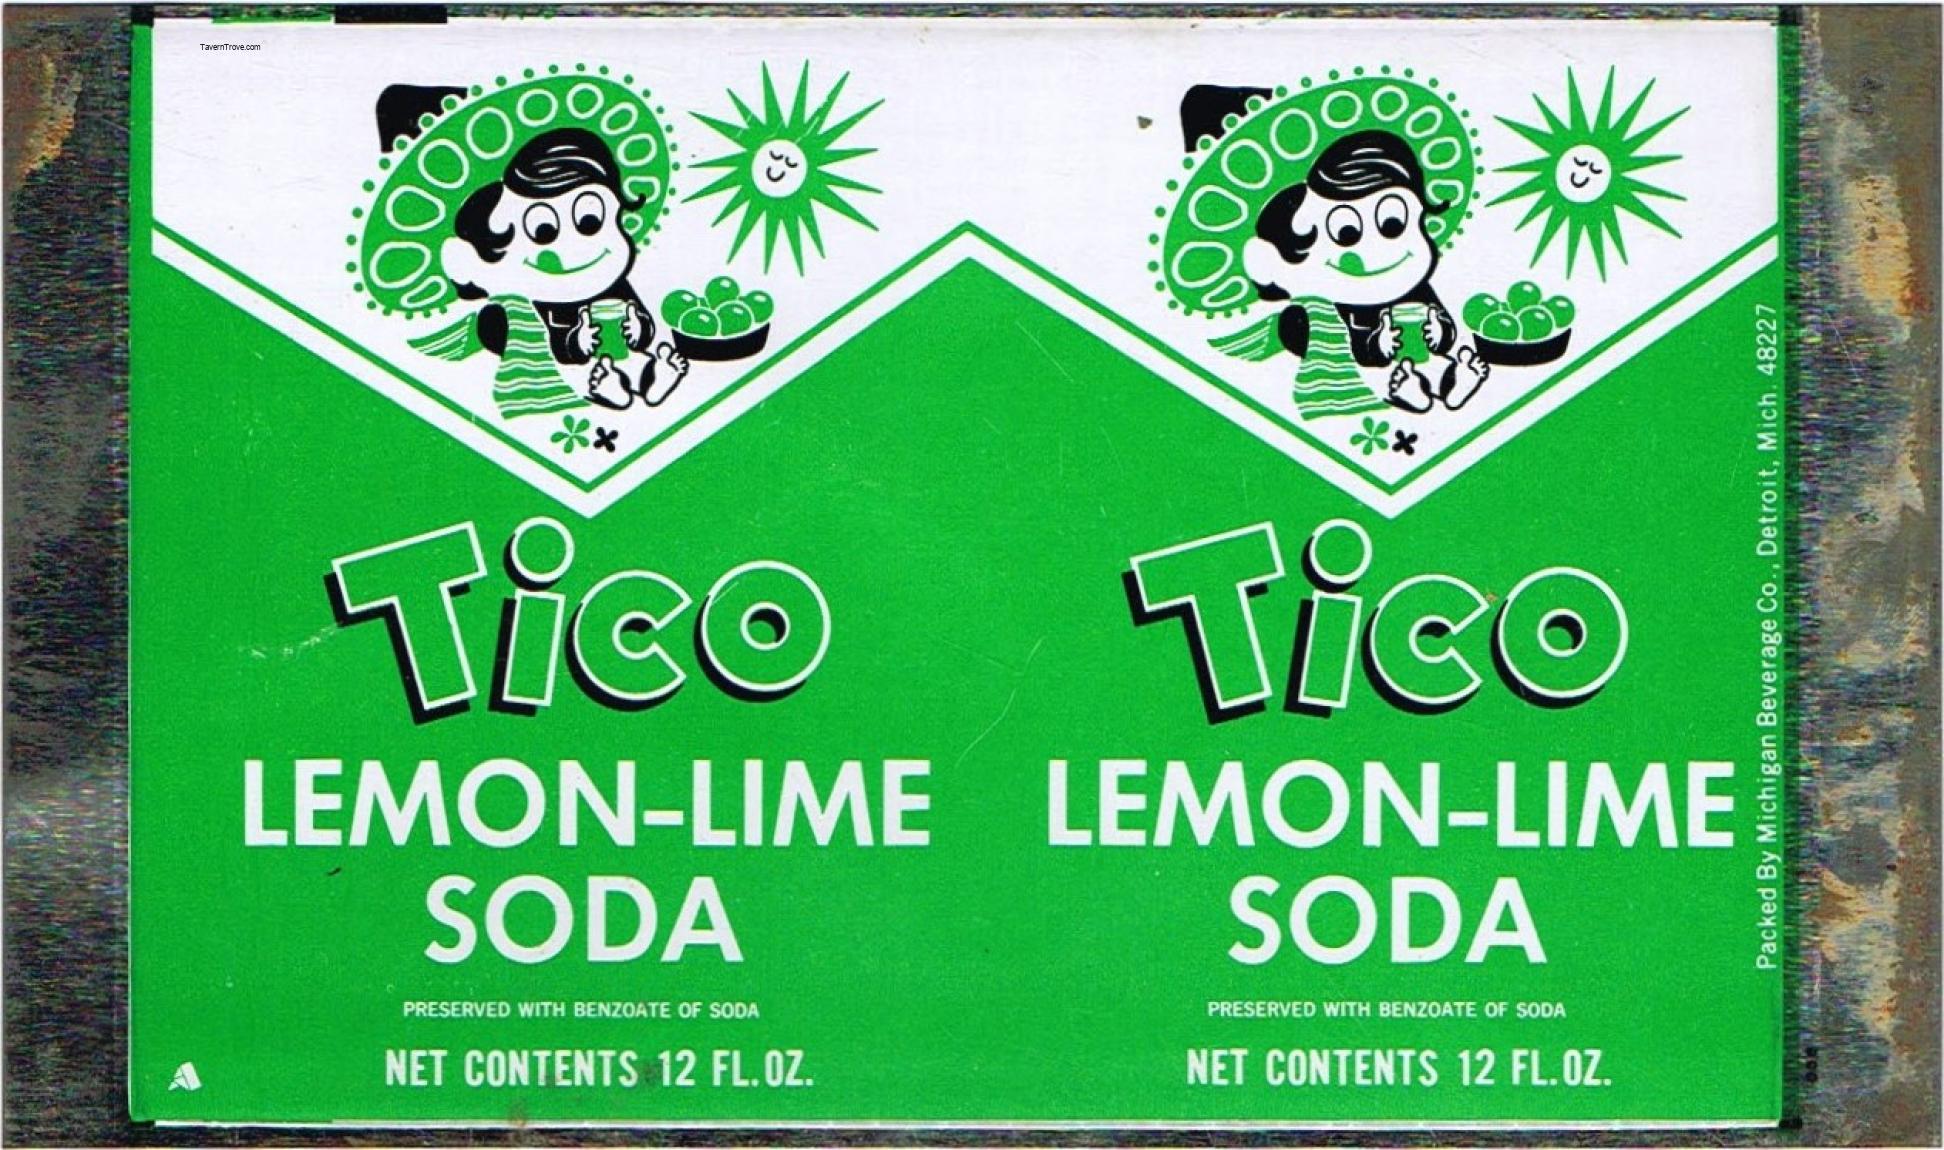 TavernTrove.com
Tico
LEMON-LIME
SODA
PRESERVED WITH BENZOATE OF SODA
NET CONTENTS 12 FL. OZ.
Tico
LEMON-LIME
SODA
PRESERVED WITH BENZOATE OF SODA
NET CONTENTS 12 FL. OZ.
Packed By Michigan Beverage Co., Detroit, Mich. 48227